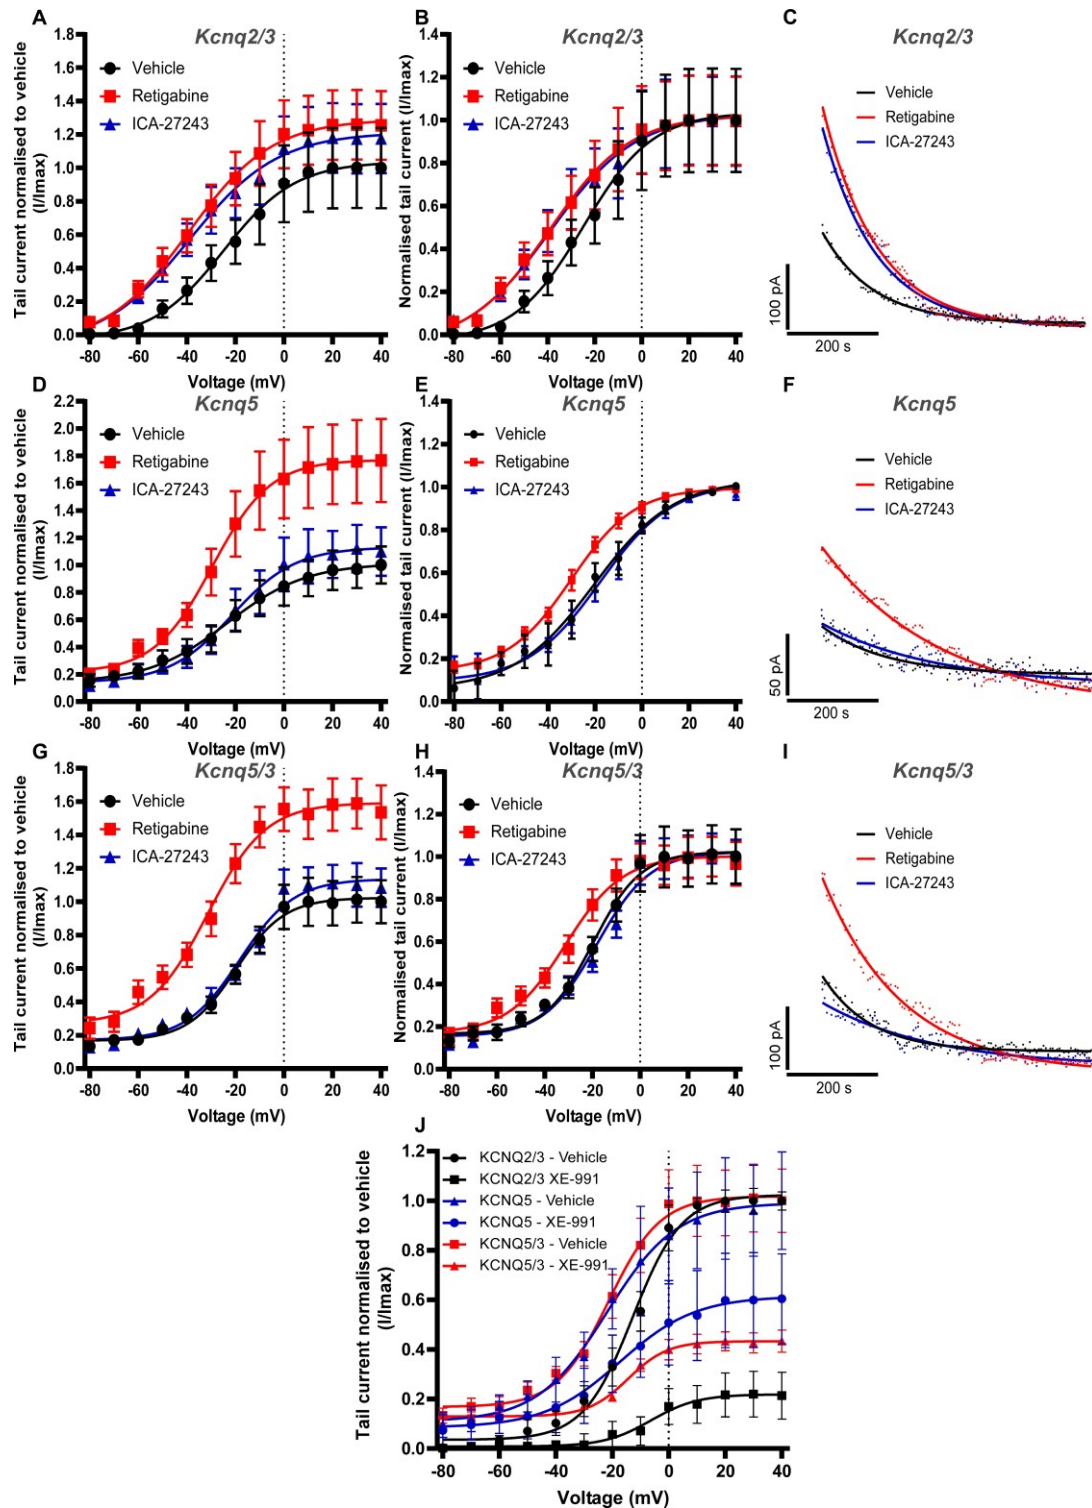 A
Kcnq2/3
Tail current normalised to vehicle
(I/Imax)
1.8
1.6
1.4
1.2
1.0
0.8
0.6
0.4
0.2
0.0
Vehicle
Retigabine
ICA-27243
-80 -60 -40 -20 0 20 40
Voltage (mV)
B
Kcnq2/3
Normalised tail current (I/Imax)
1.4
1.2
1.0
0.8
0.6
0.4
0.2
0.0
Vehicle
Retigabine
ICA-27243
-80 -60 -40 -20 0 20 40
Voltage (mV)
C
Kcnq2/3
Vehicle
Retigabine
ICA-27243
100 pA
200 s
D
Kcnq5
Tail current normalised to vehicle
(I/Imax)
2.2
2.0
1.8
1.6
1.4
1.2
1.0
0.8
0.6
0.4
0.2
0.0
Vehicle
Retigabine
ICA-27243
-80 -60 -40 -20 0 20 40
Voltage (mV)
E
Kcnq5
Normalised tail current (I/Imax)
1.4
1.2
1.0
0.8
0.6
0.4
0.2
0.0
Vehicle
Retigabine
ICA-27243
-80 -60 -40 -20 0 20 40
Voltage (mV)
F
Kcnq5
Vehicle
Retigabine
ICA-27243
50 pA
200 s
G
Kcnq5/3
Tail current normalised to vehicle
(I/Imax)
1.8
1.6
1.4
1.2
1.0
0.8
0.6
0.4
0.2
0.0
Vehicle
Retigabine
ICA-27243
-80 -60 -40 -20 0 20 40
Voltage (mV)
H
Kcnq5/3
Normalised tail current (I/Imax)
1.4
1.2
1.0
0.8
0.6
0.4
0.2
0.0
Vehicle
Retigabine
ICA-27243
-80 -60 -40 -20 0 20 40
Voltage (mV)
I
Kcnq5/3
Vehicle
Retigabine
ICA-27243
100 pA
200 s
J
Tail current normalised to vehicle
(I/Imax)
1.2
1.0
0.8
0.6
0.4
0.2
0.0
KCNQ2/3 - Vehicle
KCNQ2/3 XE-991
KCNQ5 - Vehicle
KCNQ5 - XE-991
KCNQ5/3 - Vehicle
KCNQ5/3 - XE-991
-80 -60 -40 -20 0 20 40
Voltage (mV)